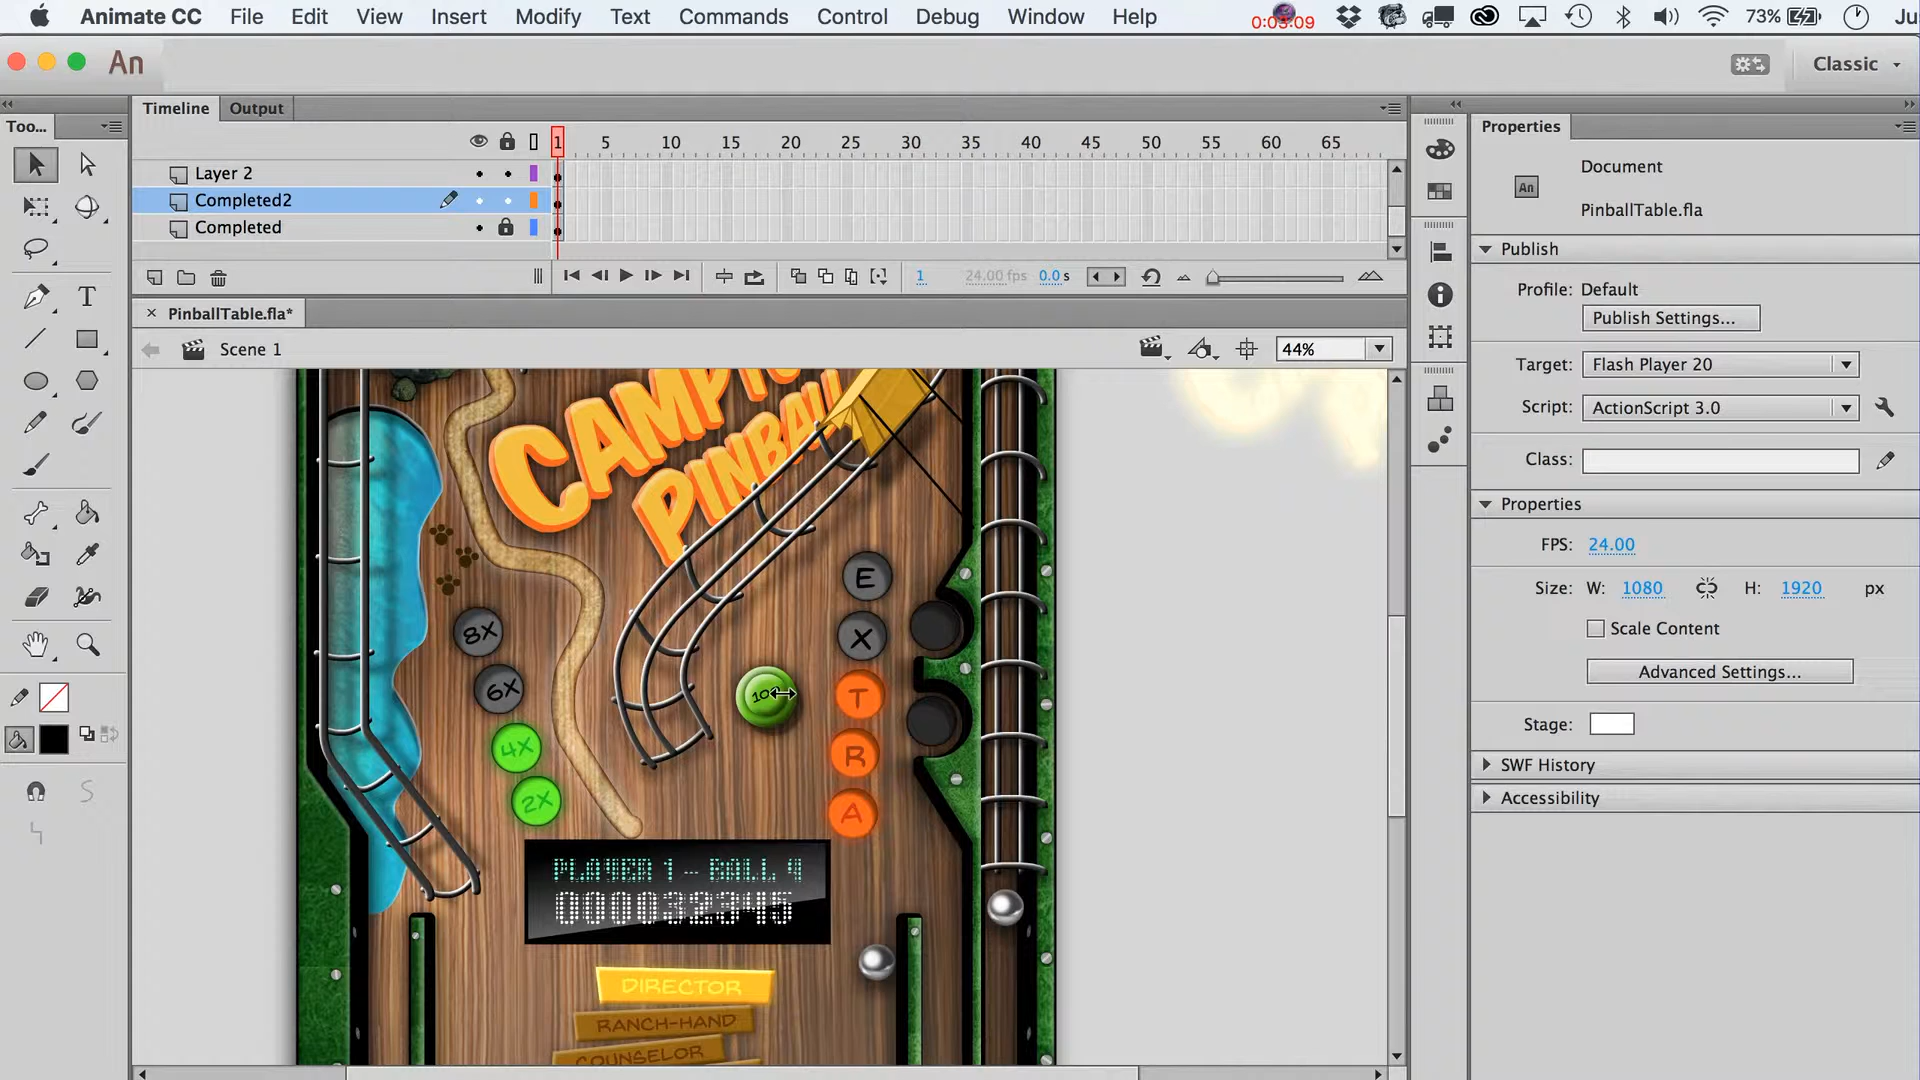 Animate CC File Edit View Insert Modify Text Commands Control Debug Window Help 0:03:09 73% Ju
An Classic
Timeline Output
Too...
Properties
1 5 10 15 20 25 30 35 40 45 50 55 60 65
Layer 2
Completed2
Completed
1 24.00 fps 0.0 s
PinballTable.fla*
Scene 1 44%
Document
An
PinballTable.fla
Publish
Profile: Default
Publish Settings...
Target: Flash Player 20
Script: ActionScript 3.0
Class:
Properties
FPS: 24.00
Size: W: 1080 H: 1920 px
Scale Content
Advanced Settings...
Stage:
SWF History
Accessibility
PINBALL
E
X
T
R
A
8X
6X
4X
2X
PLAYER 1 - BALL 4
000032345
DIRECTOR
RANCH-HAND
COUNSELOR